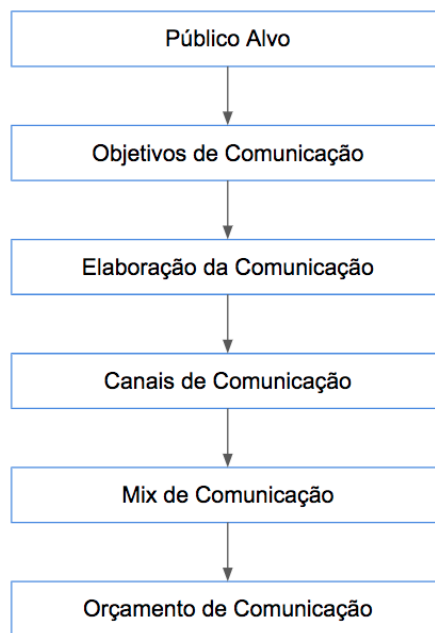 Público Alvo
Objetivos de Comunicação
Elaboração da Comunicação
Canais de Comunicação
Mix de Comunicação
Orçamento de Comunicação